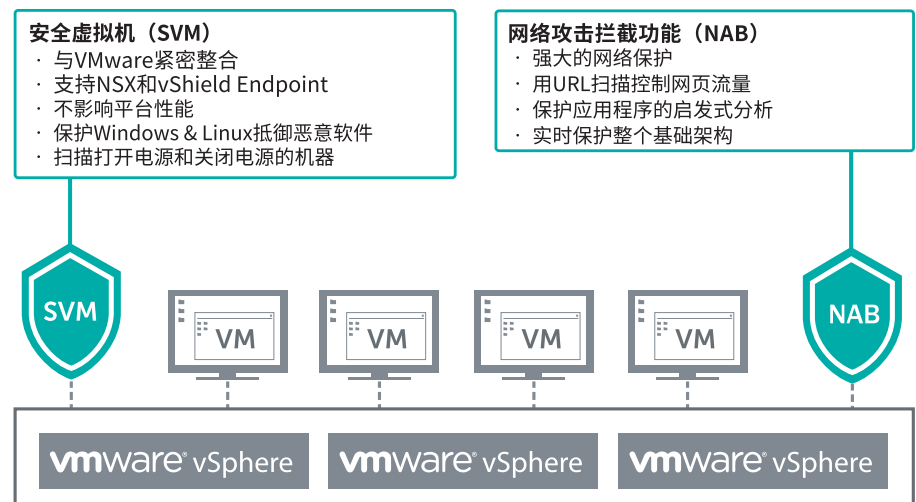 安全虚拟机（SVM）
· 与VMware紧密整合
· 支持NSX和vShield Endpoint
· 不影响平台性能
· 保护Windows & Linux抵御恶意软件
· 扫描打开电源和关闭电源的机器
网络攻击拦截功能（NAB）
· 强大的网络保护
· 用URL扫描控制网页流量
· 保护应用程序的启发式分析
· 实时保护整个基础架构
SVM
VM
VM
VM
VM
NAB
vmware® vSphere
vmware® vSphere
vmware® vSphere